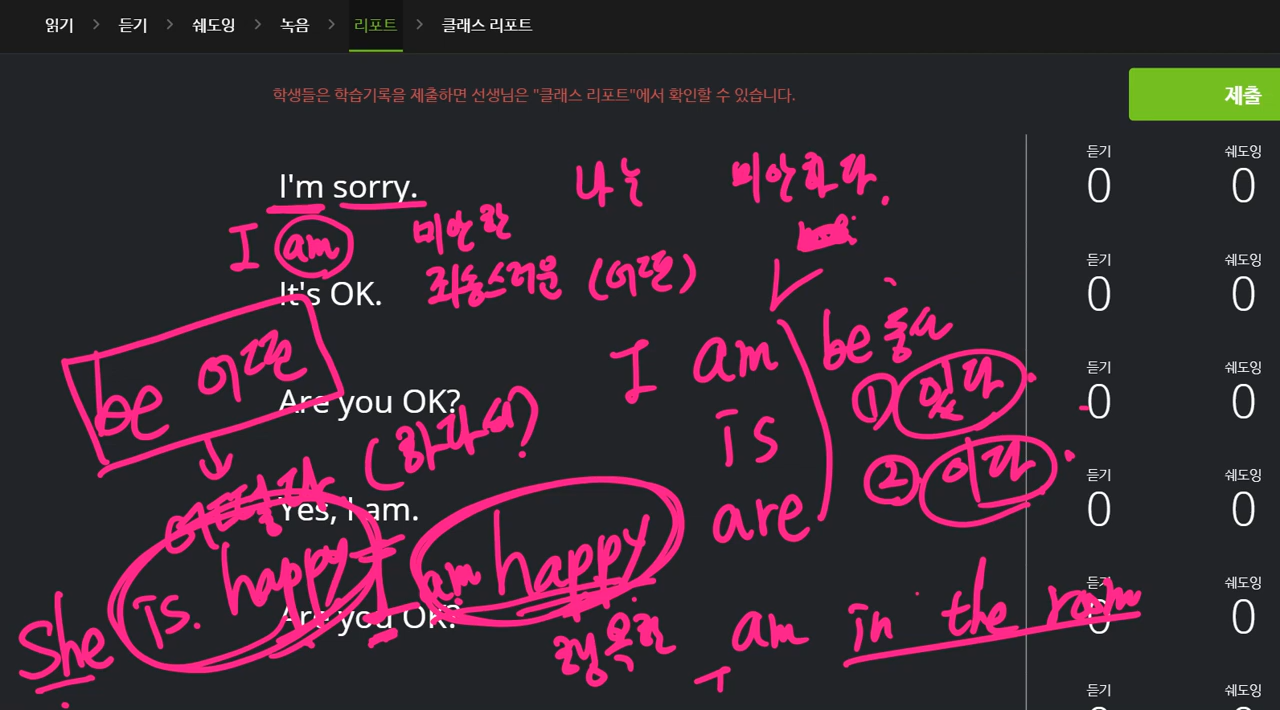 읽기 > 듣기 > 쉐도잉 > 녹음 > 리포트 > 클래스 리포트
학생들은 학습기록을 제출하면 선생님은 "클래스 리포트"에서 확인할 수 있습니다.
제출
듣기 쉐도잉
I'm sorry. 나는 미안하다. 0 0
I am 미안한
죄송스러운 (어떤)
듣기 쉐도잉
It's OK. 0 0
I am be동사
is ① 있다.
are ② 이다.
be 어떤
듣기 쉐도잉
Are you OK? 0 0
(하라체?)
듣기 쉐도잉
Yes, I am. 0 0
She is happy I am happy
행복한
I am in the room
듣기 쉐도잉
Are you OK? 0 0
듣기 쉐도잉